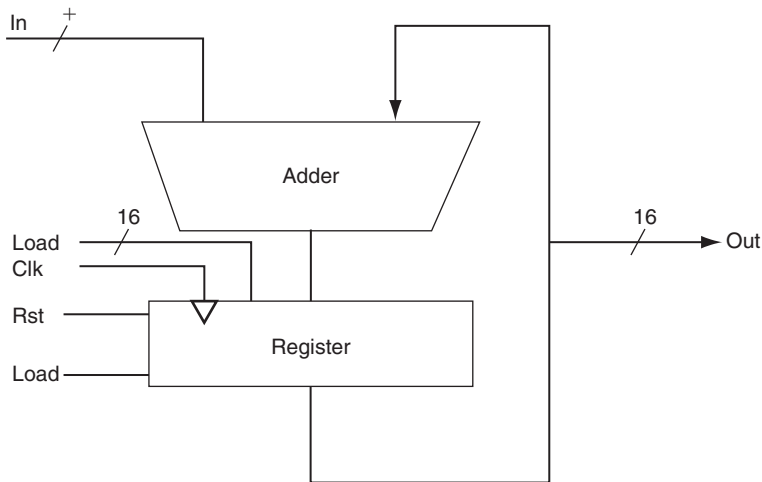 In
+
Adder
16
Load
Clk
16
Out
Rst
Register
Load